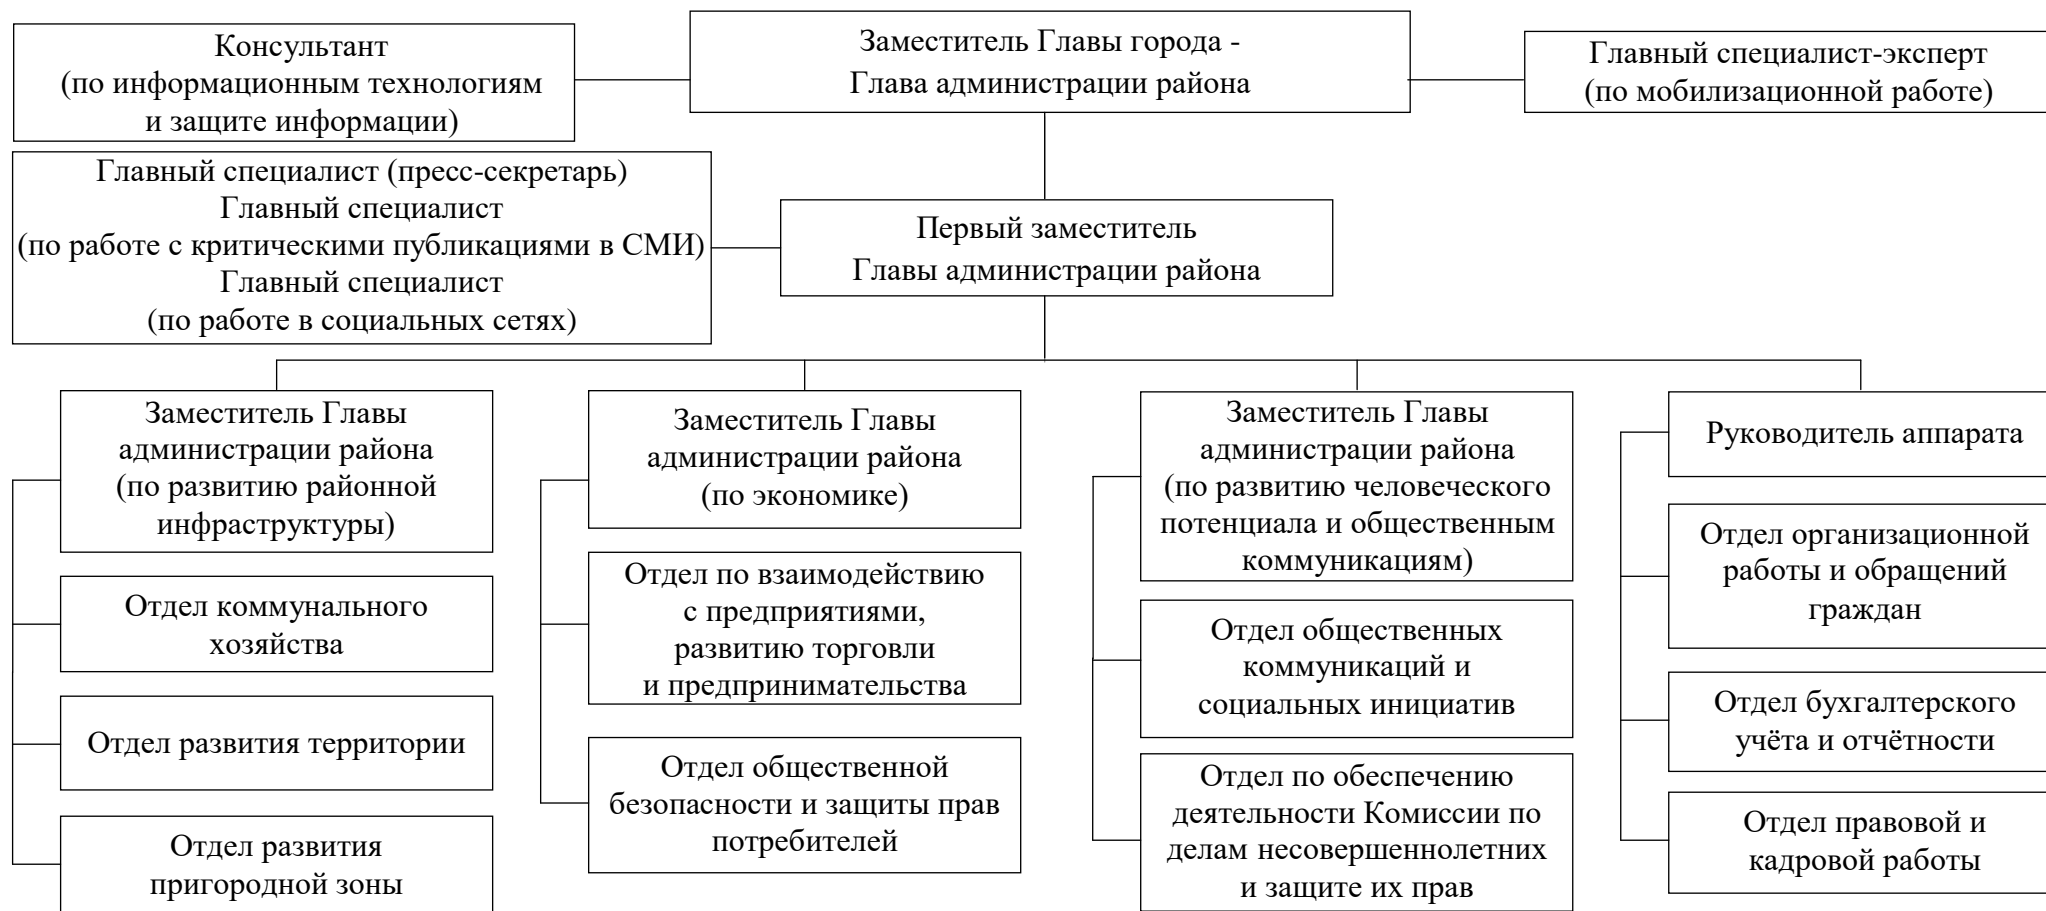 Консультант
(по информационным технологиям
и защите информации)
Заместитель Главы города -
Глава администрации района
Главный специалист-эксперт
(по мобилизационной работе)
Главный специалист (пресс-секретарь)
Главный специалист
(по работе с критическими публикациями в СМИ)
Главный специалист
(по работе в социальных сетях)
Первый заместитель
Главы администрации района
Заместитель Главы
администрации района
(по развитию районной
инфраструктуры)
Отдел коммунального
хозяйства
Отдел развития территории
Отдел развития
пригородной зоны
Заместитель Главы
администрации района
(по экономике)
Отдел по взаимодействию
с предприятиями,
развитию торговли
и предпринимательства
Отдел общественной
безопасности и защиты прав
потребителей
Заместитель Главы
администрации района
(по развитию человеческого
потенциала и общественным
коммуникациям)
Отдел общественных
коммуникаций и
социальных инициатив
Отдел по обеспечению
деятельности Комиссии по
делам несовершеннолетних
и защите их прав
Руководитель аппарата
Отдел организационной
работы и обращений
граждан
Отдел бухгалтерского
учёта и отчётности
Отдел правовой и
кадровой работы